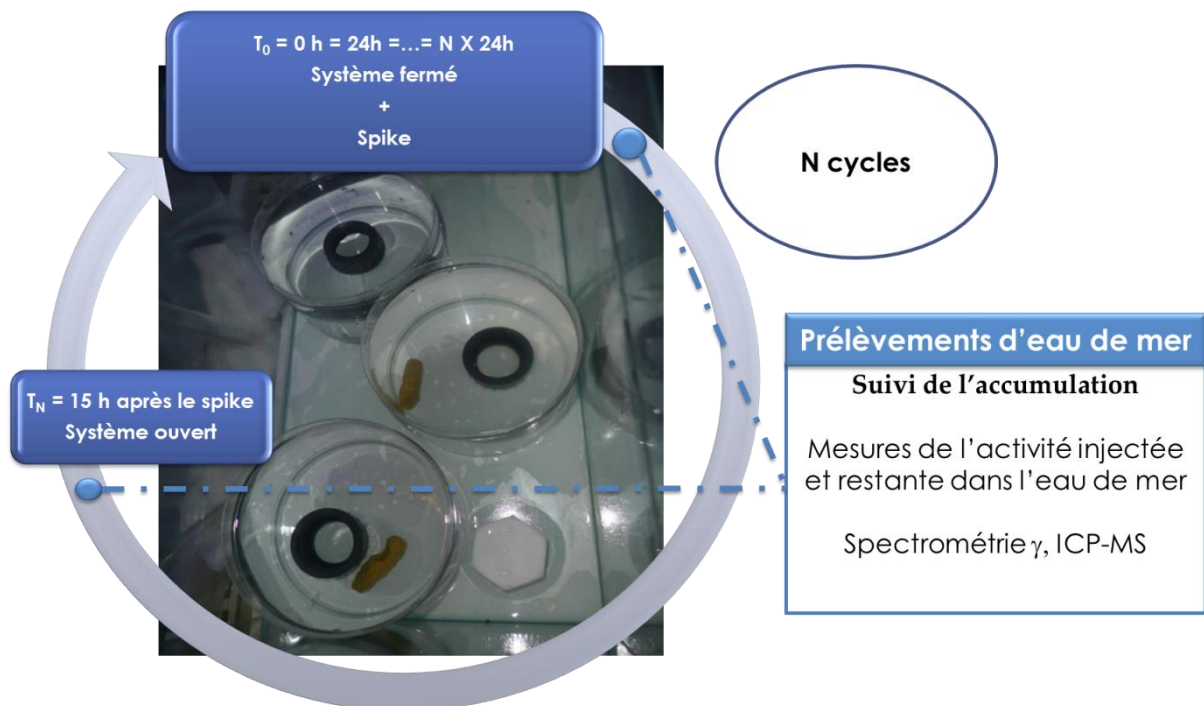 T0 = 0 h = 24h =…= N X 24h
Système fermé
+
Spike
N cycles
TN = 15 h après le spike
Système ouvert
Prélèvements d’eau de mer
Suivi de l’accumulation
Mesures de l’activité injectée
et restante dans l’eau de mer
Spectrométrie γ, ICP-MS